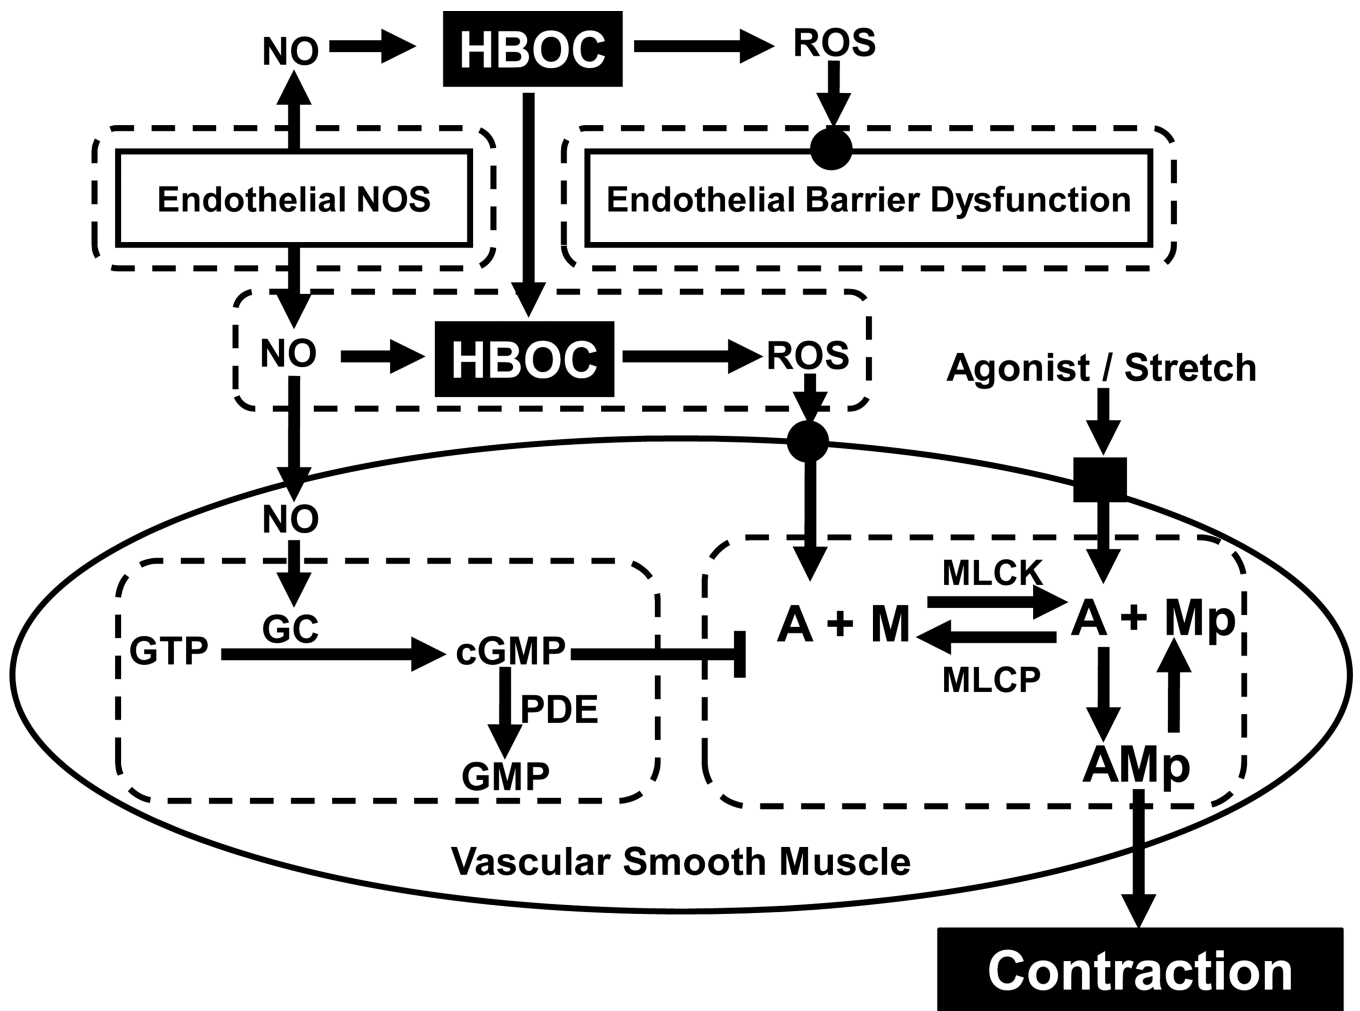 NO
HBOC
ROS
Endothelial NOS
Endothelial Barrier Dysfunction
NO
HBOC
ROS
Agonist / Stretch
NO
GC
GTP
cGMP
PDE
GMP
MLCK
A + M
A + Mp
MLCP
AMp
Vascular Smooth Muscle
Contraction